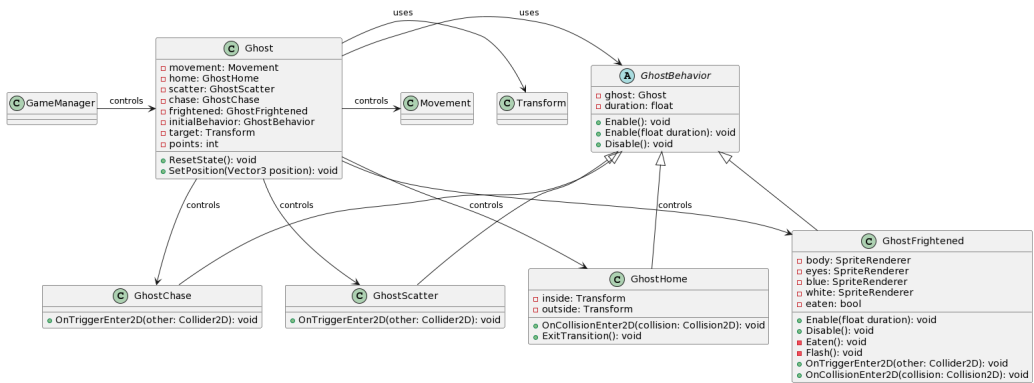 uses
uses
C Ghost
movement: Movement
home: GhostHome
scatter: GhostScatter
chase: GhostChase
frightened: GhostFrightened
initialBehavior: GhostBehavior
target: Transform
points: int
ResetState(): void
SetPosition(Vector3 position): void
A GhostBehavior
ghost: Ghost
duration: float
Enable(): void
Enable(float duration): void
Disable(): void
C GameManager
controls
controls
C Movement
C Transform
controls
controls
controls
controls
C GhostChase
OnTriggerEnter2D(other: Collider2D): void
C GhostScatter
OnTriggerEnter2D(other: Collider2D): void
C GhostHome
inside: Transform
outside: Transform
OnCollisionEnter2D(collision: Collision2D): void
ExitTransition(): void
C GhostFrightened
body: SpriteRenderer
eyes: SpriteRenderer
blue: SpriteRenderer
white: SpriteRenderer
eaten: bool
Enable(float duration): void
Disable(): void
Eaten(): void
Flash(): void
OnTriggerEnter2D(other: Collider2D): void
OnCollisionEnter2D(collision: Collision2D): void